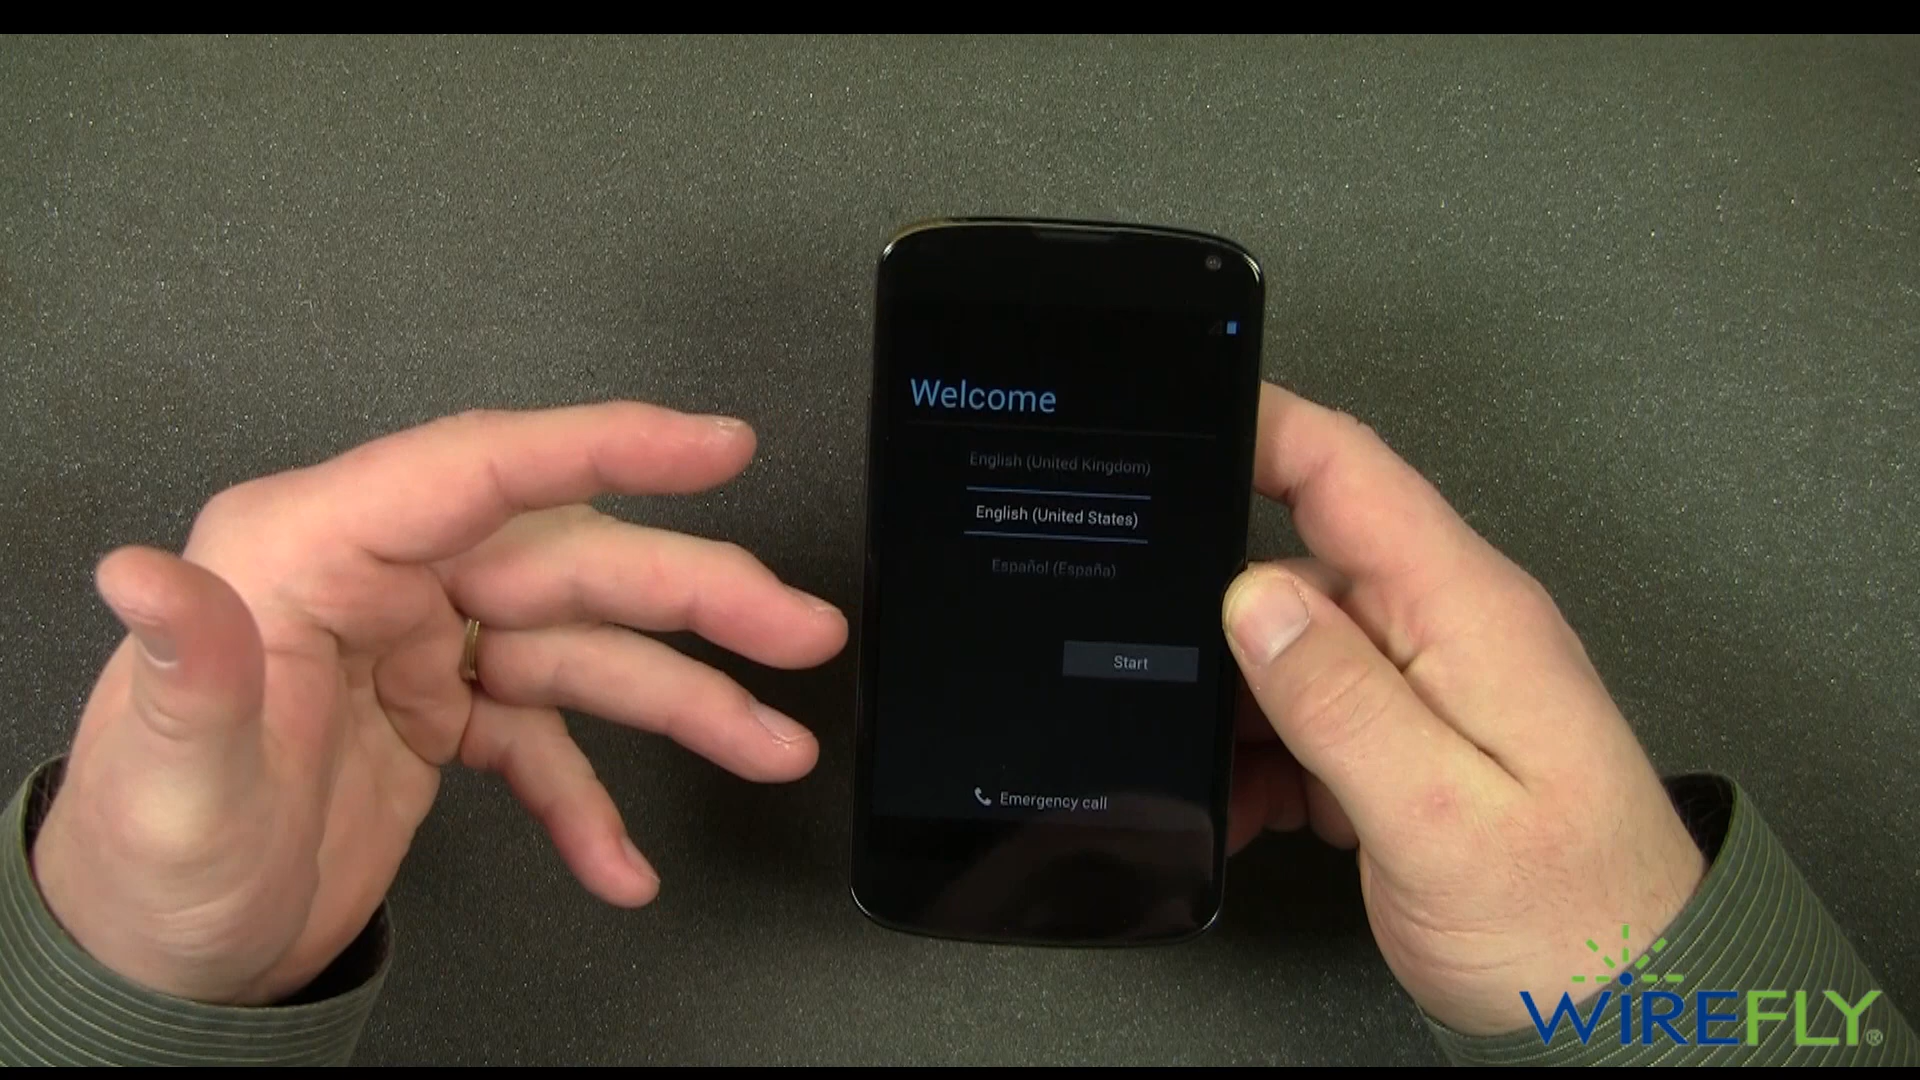 Welcome
English (United Kingdom)
English (United States)
Español (España)
Start
Emergency call
WIREFLY®